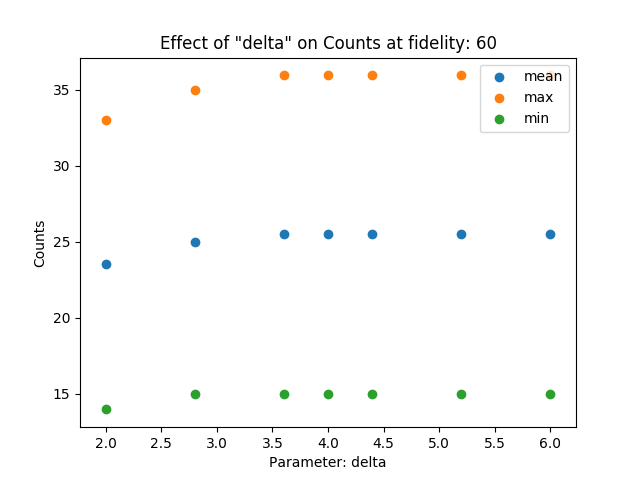 Effect of "delta" on Counts at fidelity: 60
mean
max
min
35
30
25
20
15
Counts
2.0 2.5 3.0 3.5 4.0 4.5 5.0 5.5 6.0
Parameter: delta